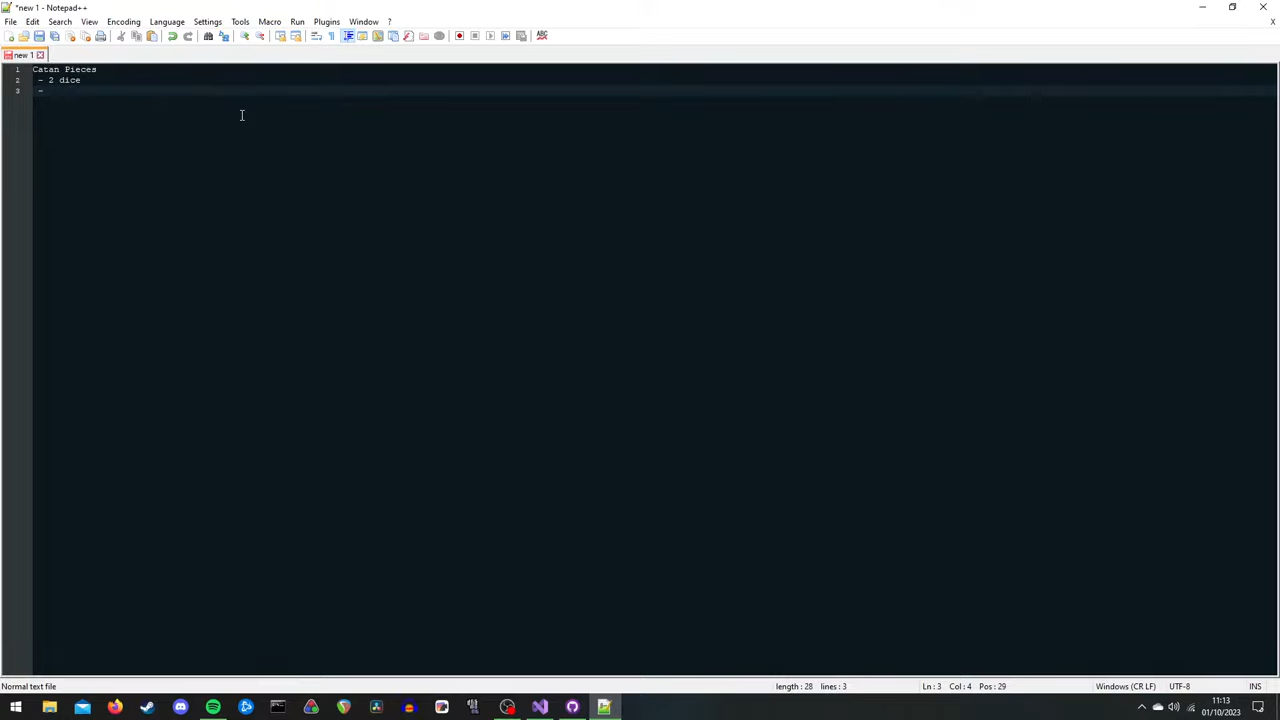 *new 1 - Notepad++
File Edit Search View Encoding Language Settings Tools Macro Run Plugins Window ?
X
ABC
new 1
1 Catan Pieces
2 - 2 dice
3 -
Normal text file length : 28 lines : 3 Ln : 3 Col : 4 Pos : 29 Windows (CR LF) UTF-8 INS
11:13
01/10/2023